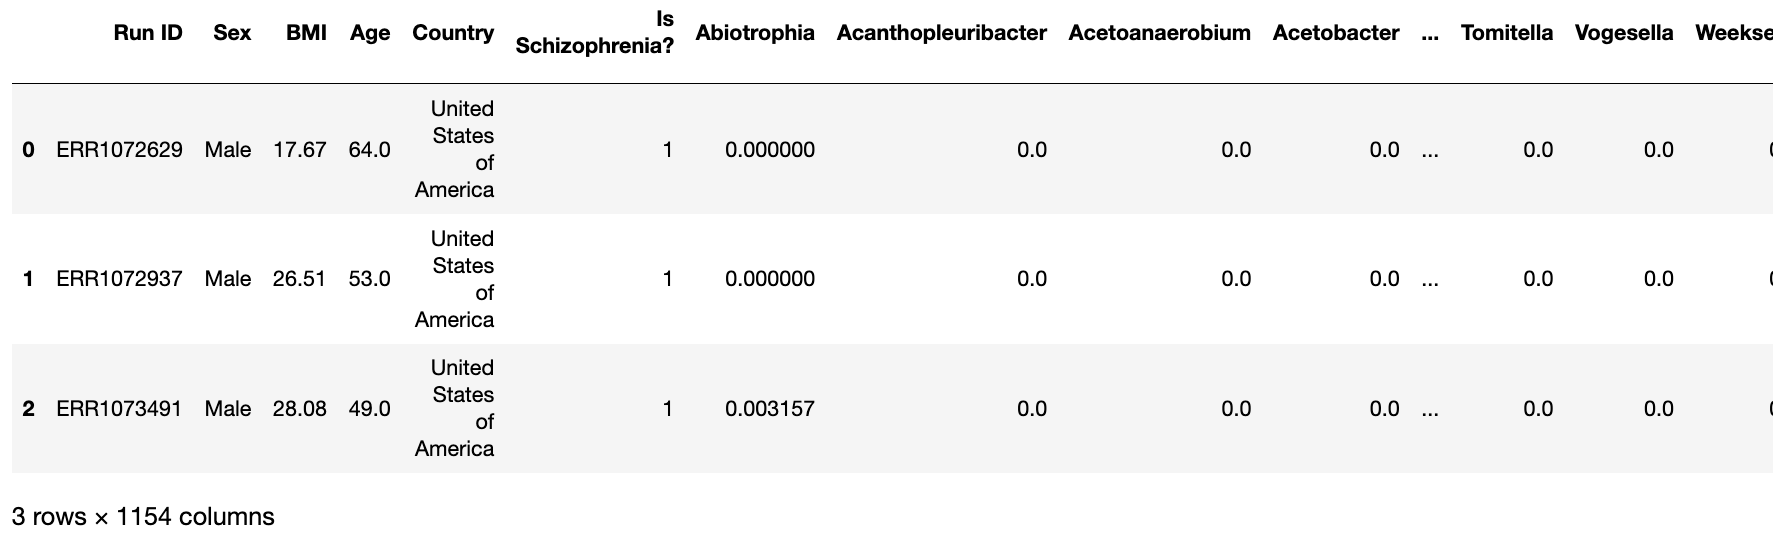 Run ID Sex BMI Age Country Is Schizophrenia? Abiotrophia Acanthopleuribacter Acetoanaerobium Acetobacter ... Tomitella Vogesella Weekse
0 ERR1072629 Male 17.67 64.0 United States of America 1 0.000000 0.0 0.0 0.0 ... 0.0 0.0
1 ERR1072937 Male 26.51 53.0 United States of America 1 0.000000 0.0 0.0 0.0 ... 0.0 0.0
2 ERR1073491 Male 28.08 49.0 United States of America 1 0.003157 0.0 0.0 0.0 ... 0.0 0.0
3 rows × 1154 columns